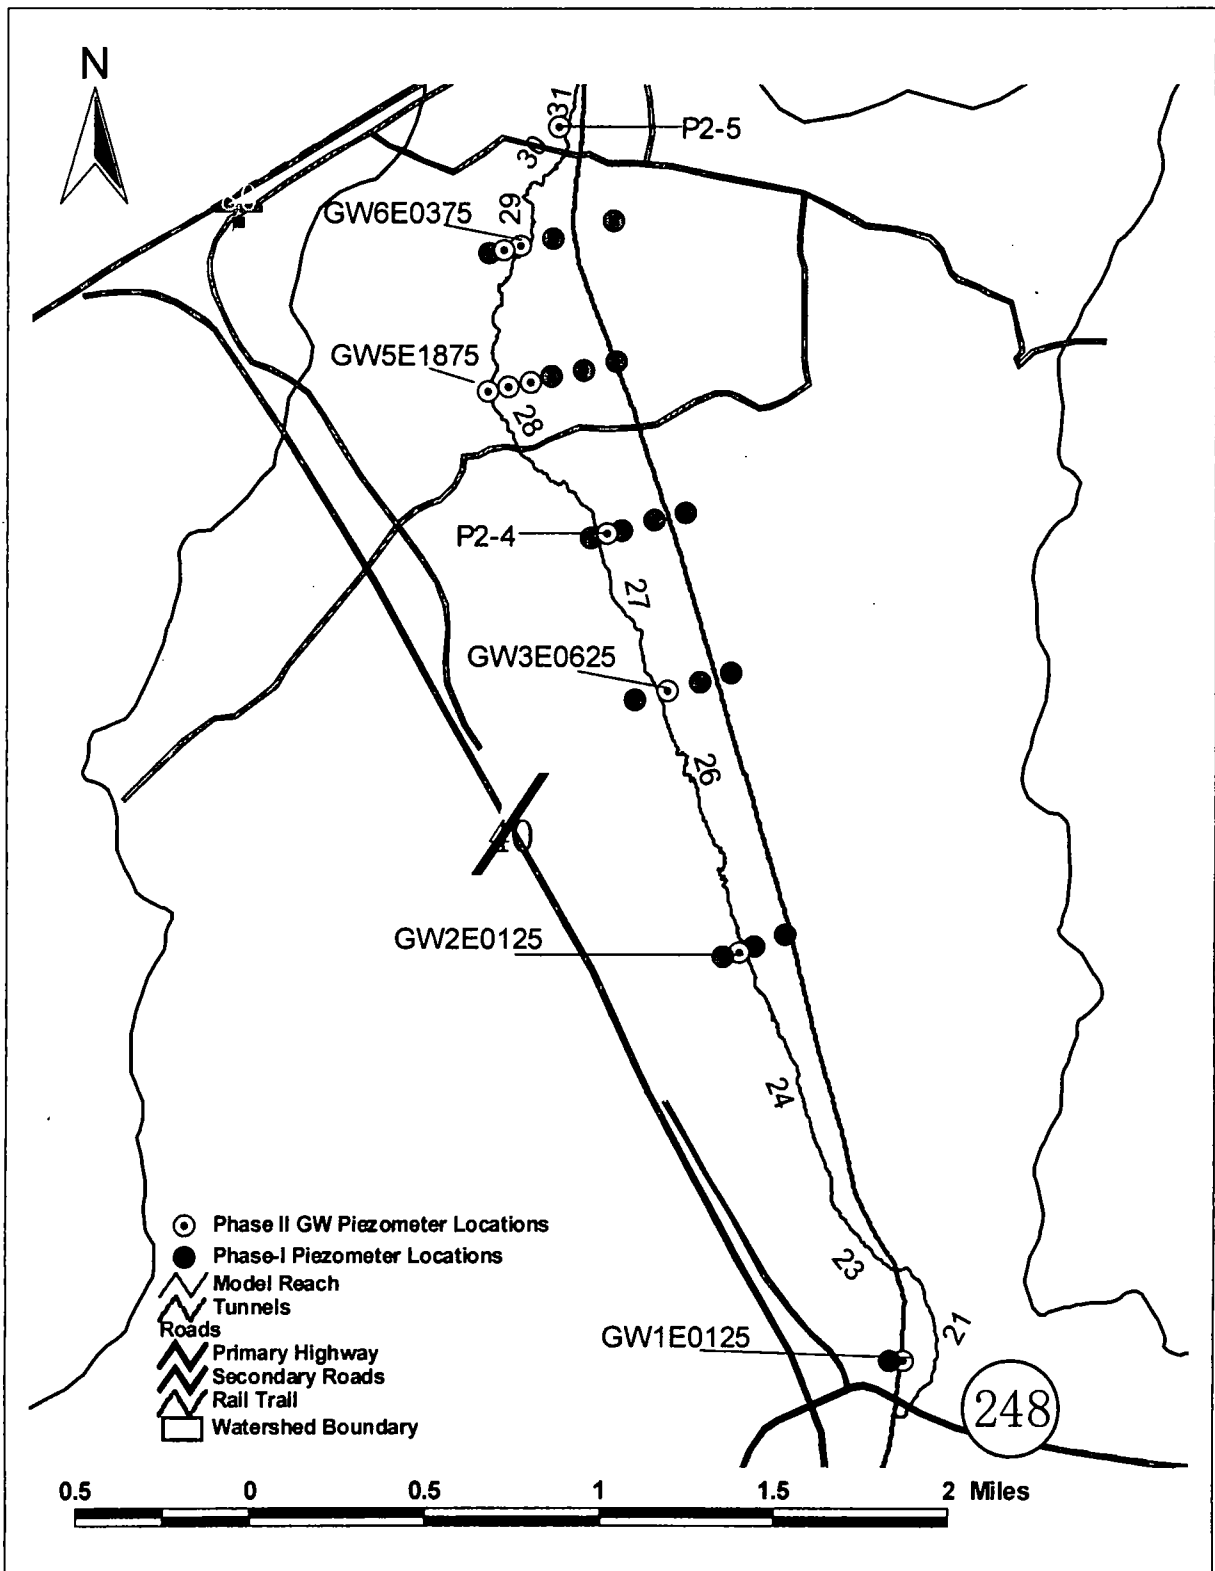 N
31
P2-5
30
GW6E0375
29
GW5E1875
28
P2-4
27
GW3E0625
26
40
GW2E0125
24
23
21
GW1E0125
248
Phase II GW Piezometer Locations
Phase-I Piezometer Locations
Model Reach
Tunnels
Roads
Primary Highway
Secondary Roads
Rail Trail
Watershed Boundary
0.5 0 0.5 1 1.5 2 Miles